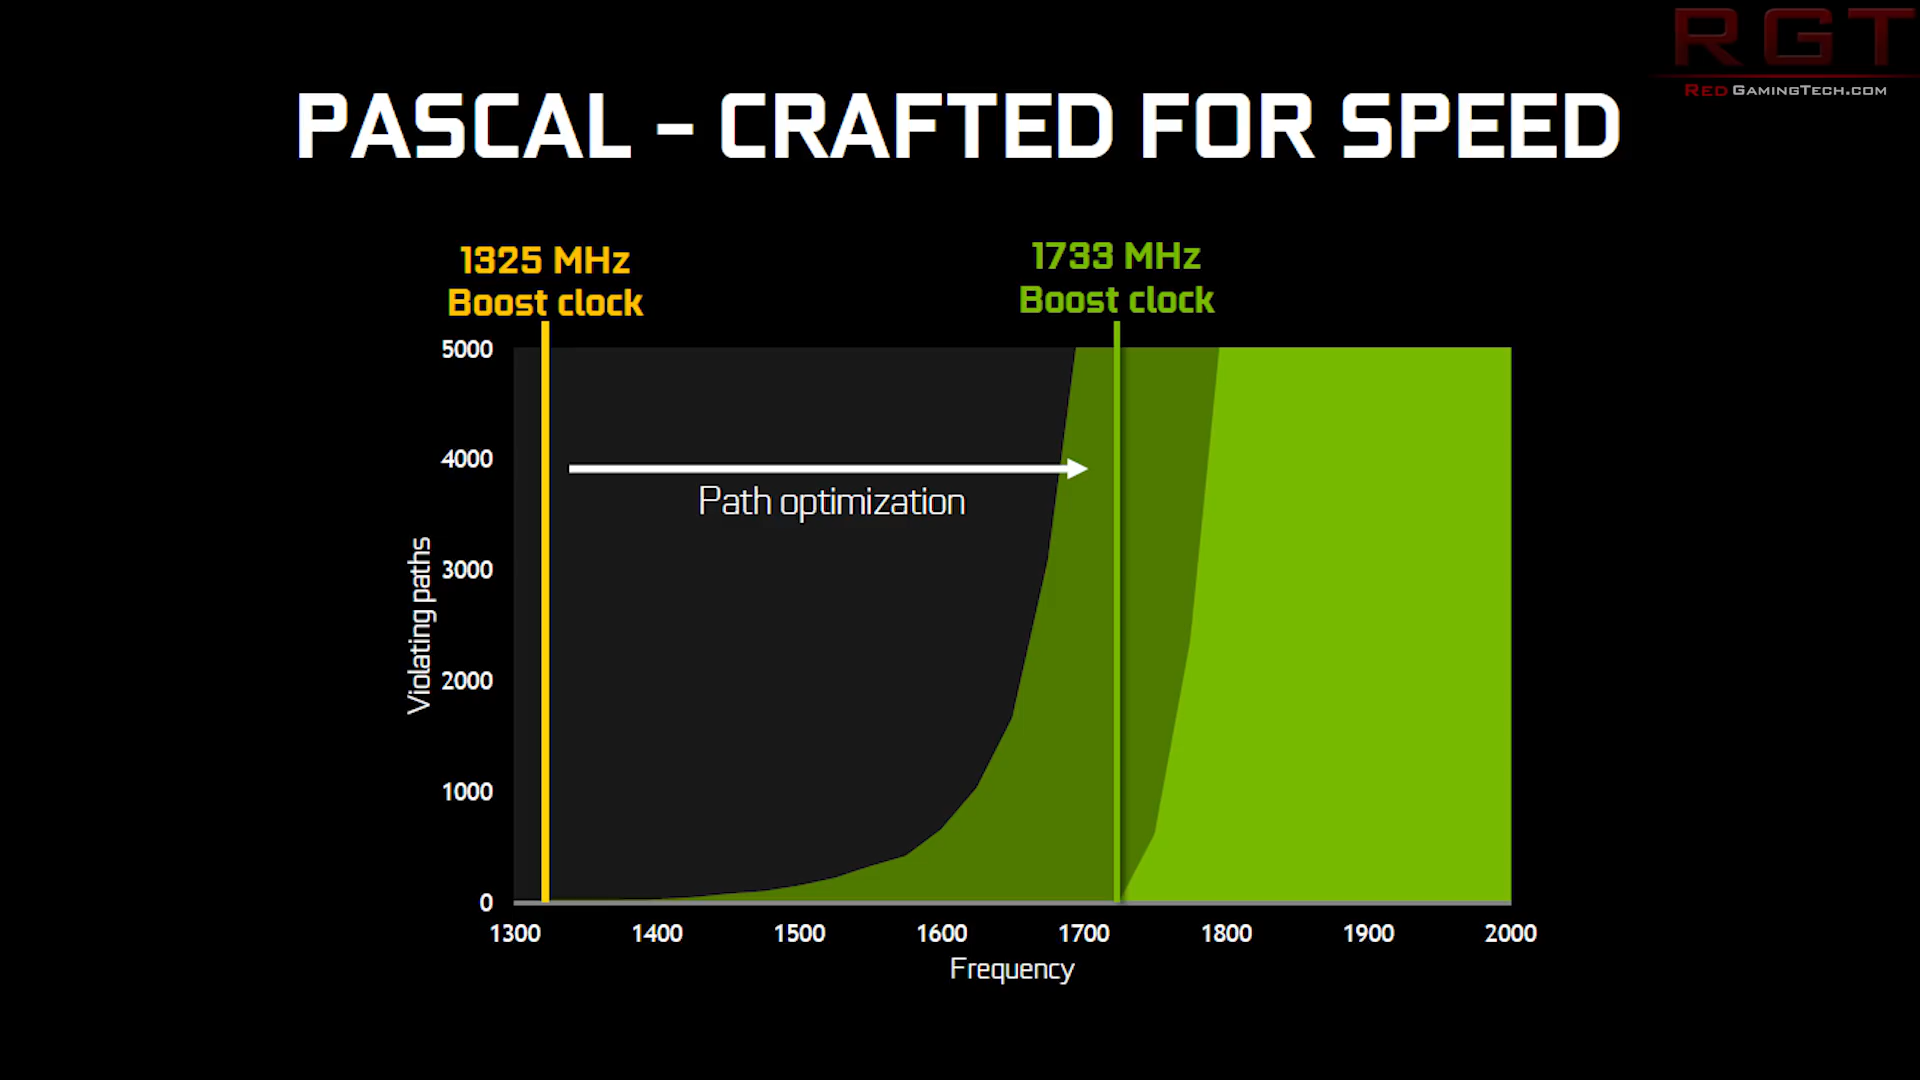 RGT
RED GAMINGTECH.COM
PASCAL – CRAFTED FOR SPEED
1325 MHz
Boost clock
1733 MHz
Boost clock
5000
4000
3000
2000
1000
0
Path optimization
Violating paths
1300 1400 1500 1600 1700 1800 1900 2000
Frequency